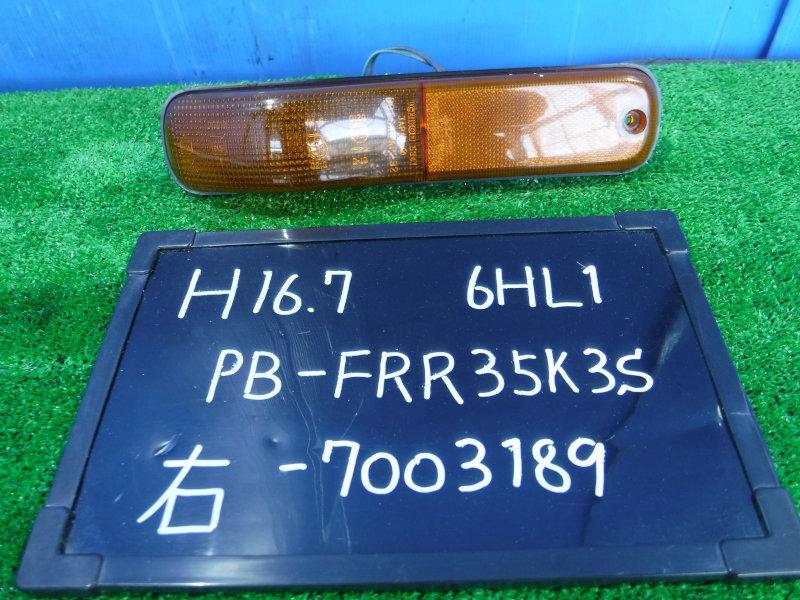 H16.7 6HL1
PB-FRR35K3S
右 -7003189